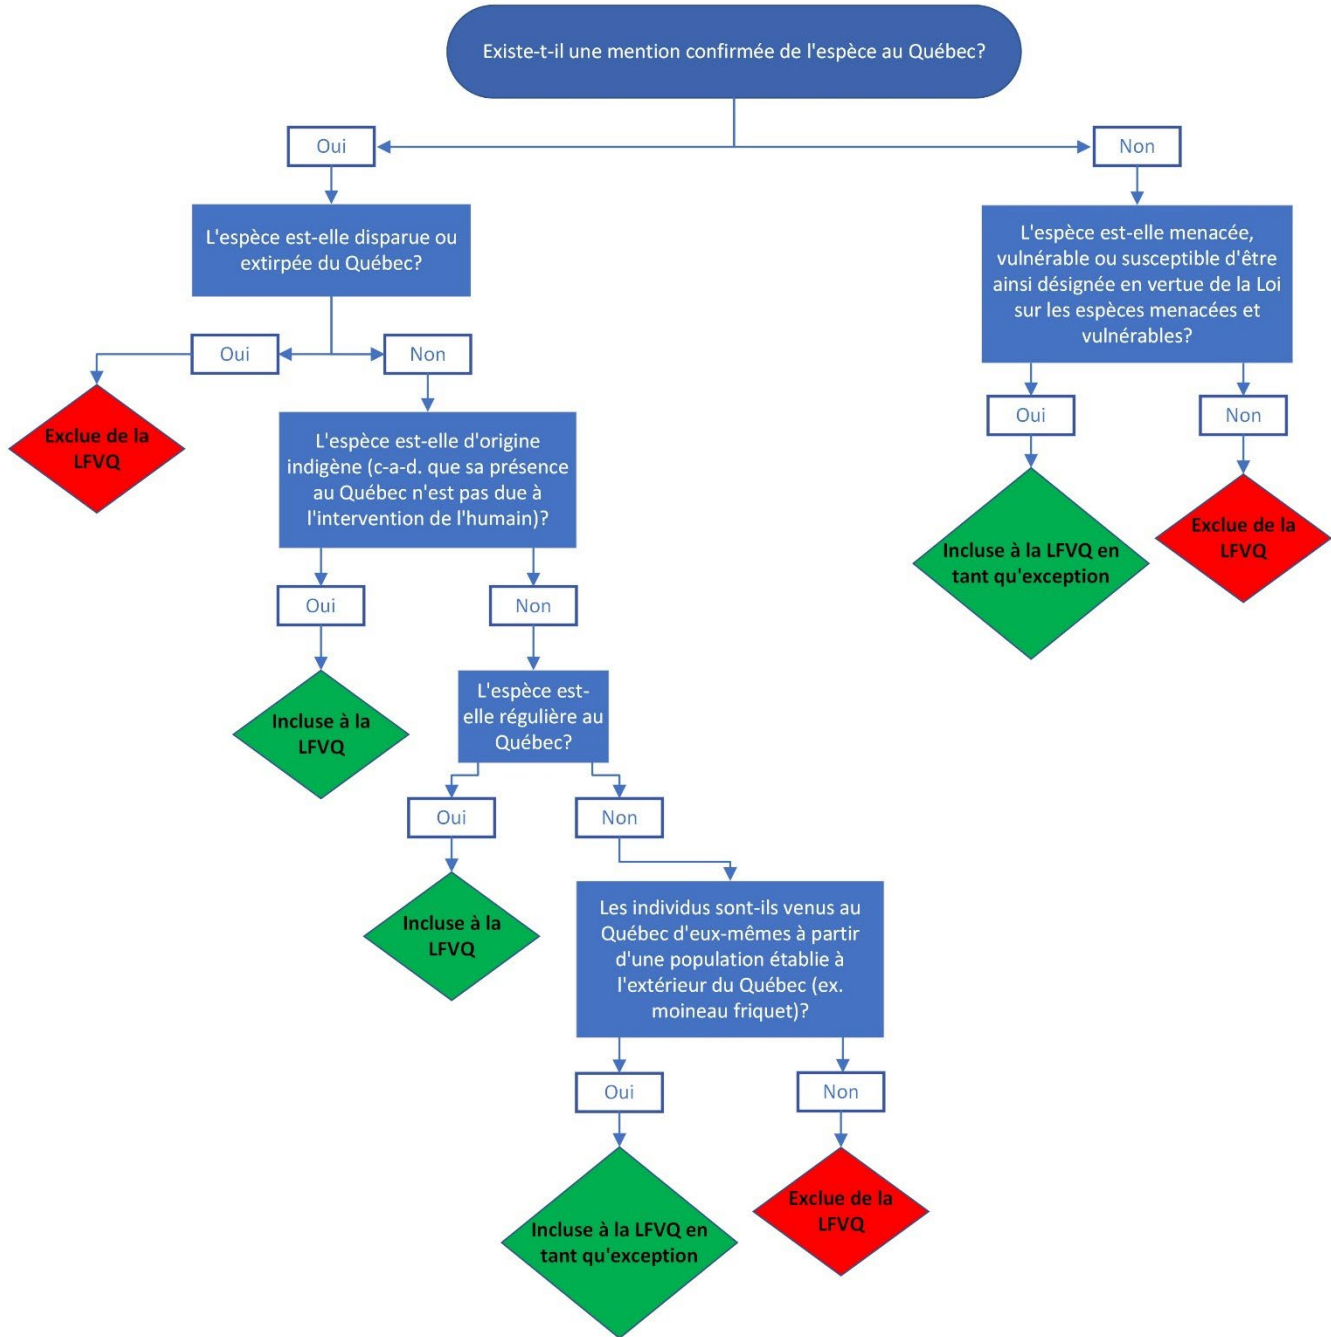 Existe-t-il une mention confirmée de l'espèce au Québec?
Oui
Non
L'espèce est-elle disparue ou
extirpée du Québec?
L'espèce est-elle menacée,
vulnérable ou susceptible d'être
ainsi désignée en vertue de la Loi
sur les espèces menacées et
vulnérables?
Oui
Non
Oui
Non
Exclue de la
LFVQ
L'espèce est-elle d'origine
indigène (c-a-d. que sa présence
au Québec n'est pas due à
l'intervention de l'humain)?
Incluse à la LFVQ en
tant qu'exception
Exclue de la
LFVQ
Oui
Non
Incluse à la
LFVQ
L'espèce est-
elle régulière au
Québec?
Oui
Non
Incluse à la
LFVQ
Les individus sont-ils venus au
Québec d'eux-mêmes à partir
d'une population établie à
l'extérieur du Québec (ex.
moineau friquet)?
Oui
Non
Incluse à la LFVQ en
tant qu'exception
Exclue de la
LFVQ